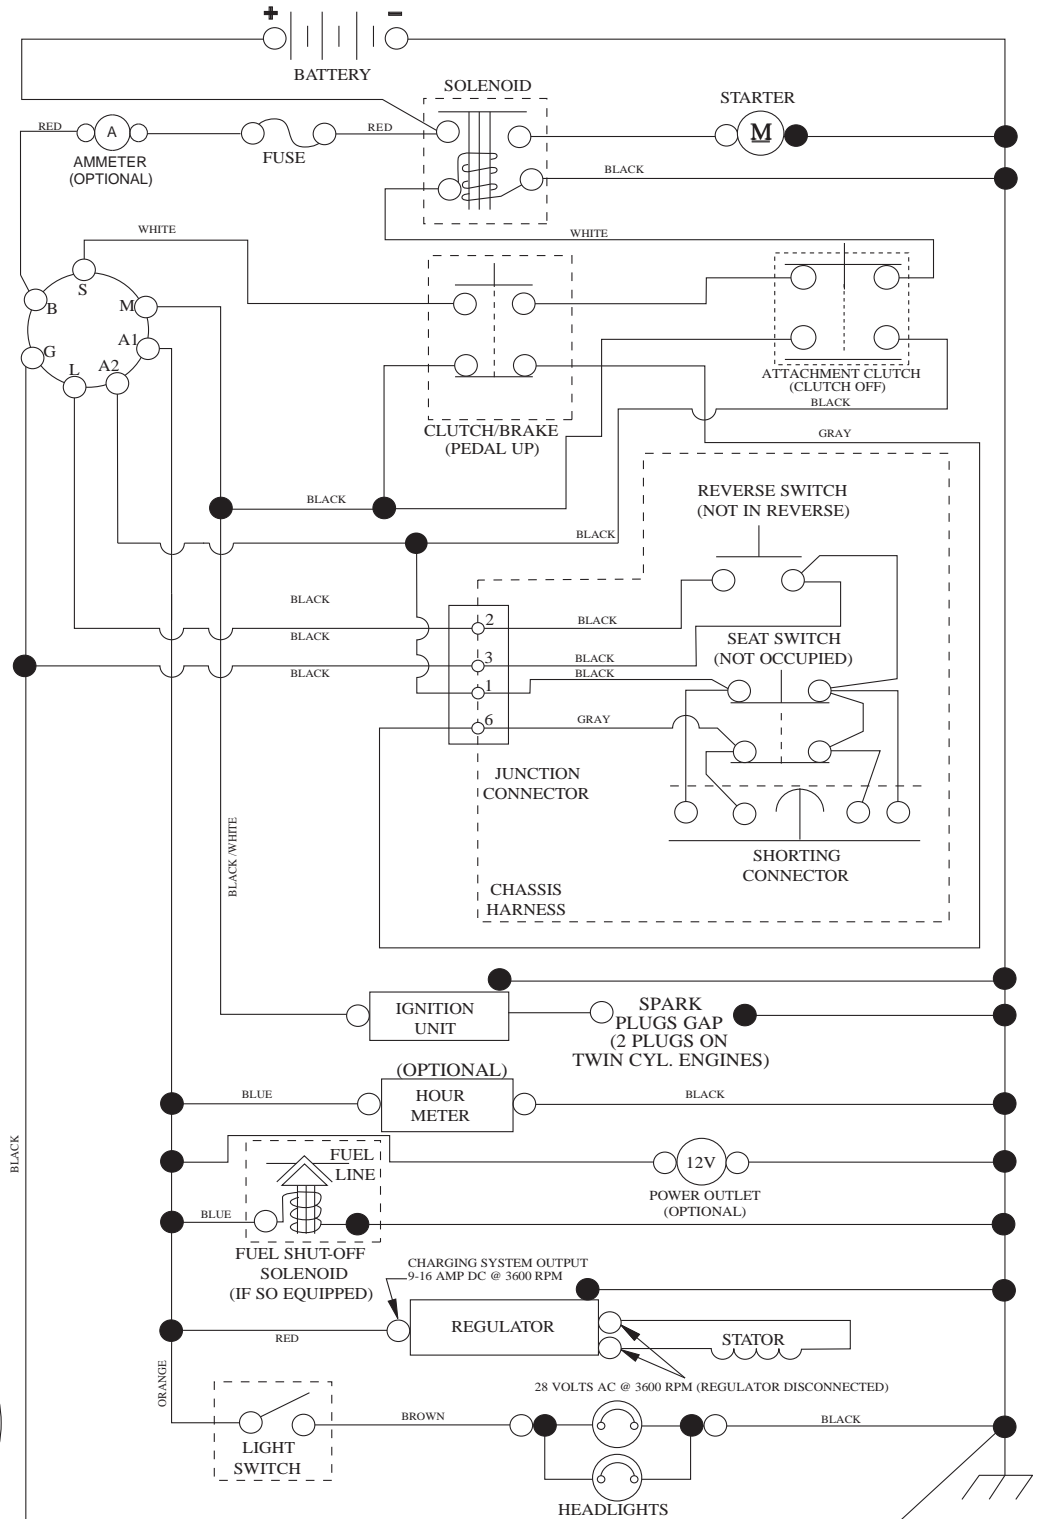 + −
BATTERY
SOLENOID
STARTER
RED
A
FUSE
RED
M
AMMETER
(OPTIONAL)
BLACK
WHITE
WHITE
S
B
M
A1
G
L
A2
ATTACHMENT CLUTCH
(CLUTCH OFF)
BLACK
CLUTCH/BRAKE
(PEDAL UP)
GRAY
REVERSE SWITCH
(NOT IN REVERSE)
BLACK
BLACK
BLACK
2
BLACK
BLACK
SEAT SWITCH
(NOT OCCUPIED)
3
BLACK
BLACK
BLACK
1
6
GRAY
JUNCTION
CONNECTOR
BLACK /WHITE
SHORTING
CONNECTOR
CHASSIS
HARNESS
IGNITION
UNIT
SPARK
PLUGS GAP
(2 PLUGS ON
TWIN CYL. ENGINES)
(OPTIONAL)
HOUR
METER
BLUE
BLACK
BLACK
FUEL
LINE
12V
POWER OUTLET
(OPTIONAL)
BLUE
FUEL SHUT-OFF
SOLENOID
(IF SO EQUIPPED)
CHARGING SYSTEM OUTPUT
9-16 AMP DC @ 3600 RPM
REGULATOR
STATOR
RED
28 VOLTS AC @ 3600 RPM (REGULATOR DISCONNECTED)
ORANGE
BROWN
BLACK
LIGHT
SWITCH
HEADLIGHTS